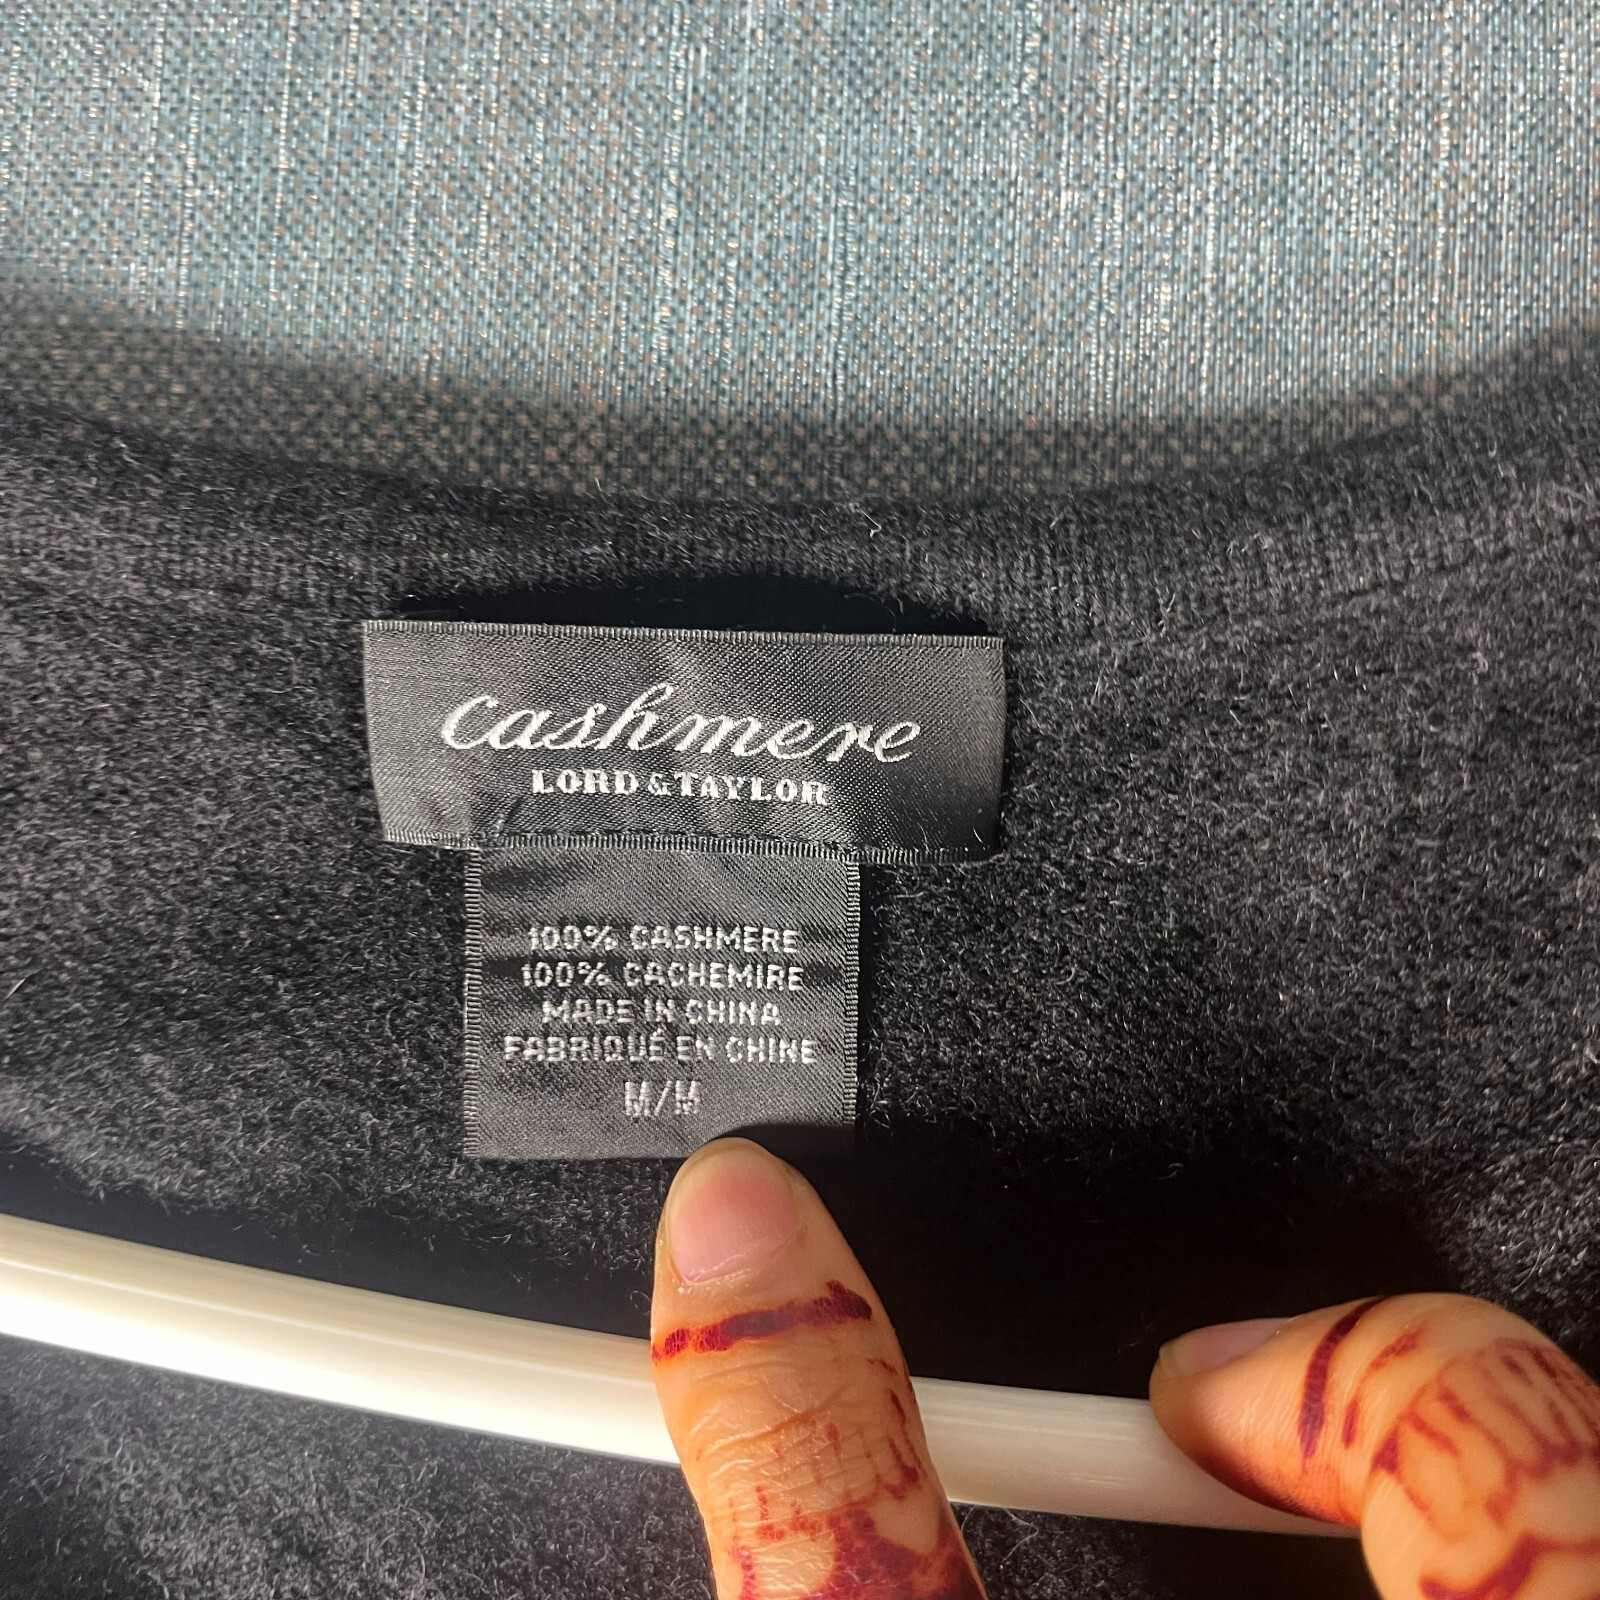 cashmere
LORD & TAYLOR
100% CASHMERE
100% CACHEMIRE
MADE IN CHINA
FABRIQUÉ EN CHINE
M/M